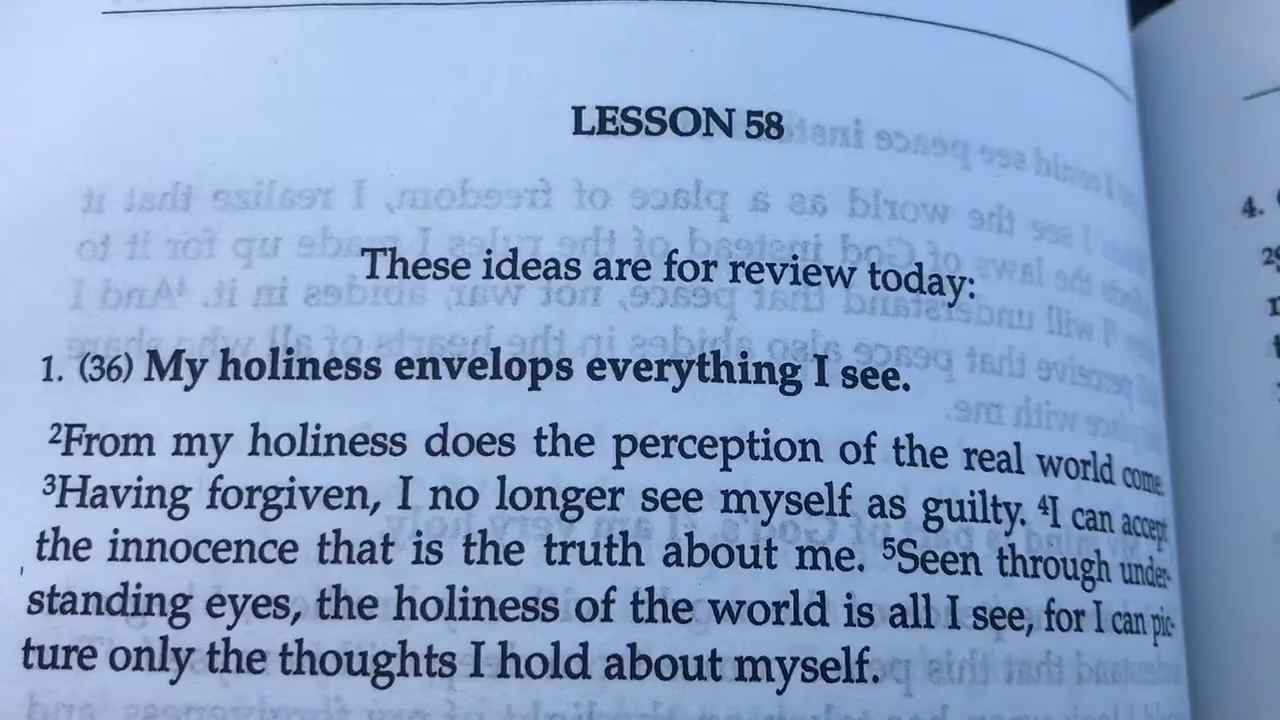 LESSON 58
These ideas are for review today:
1. (36) My holiness envelops everything I see.
²From my holiness does the perception of the real world come.
³Having forgiven, I no longer see myself as guilty. ⁴I can accept
the innocence that is the truth about me. ⁵Seen through under-
standing eyes, the holiness of the world is all I see, for I can pic-
ture only the thoughts I hold about myself.
4.